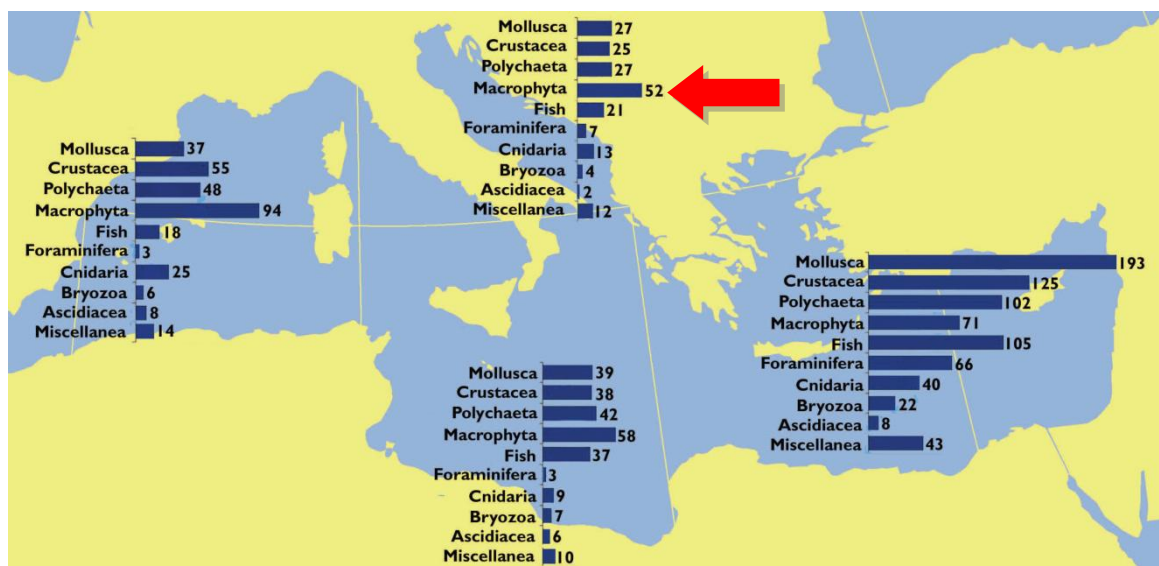 Mollusca 27
Crustacea 25
Polychaeta 27
Macrophyta 52
Fish 21
Foraminifera 7
Cnidaria 13
Bryozoa 4
Ascidiacea 2
Miscellanea 12
Mollusca 37
Crustacea 55
Polychaeta 48
Macrophyta 94
Fish 18
Foraminifera 3
Cnidaria 25
Bryozoa 6
Ascidiacea 8
Miscellanea 14
Mollusca 193
Crustacea 125
Polychaeta 102
Macrophyta 71
Fish 105
Foraminifera 66
Cnidaria 40
Bryozoa 22
Ascidiacea 8
Miscellanea 43
Mollusca 39
Crustacea 38
Polychaeta 42
Macrophyta 58
Fish 37
Foraminifera 3
Cnidaria 9
Bryozoa 7
Ascidiacea 6
Miscellanea 10